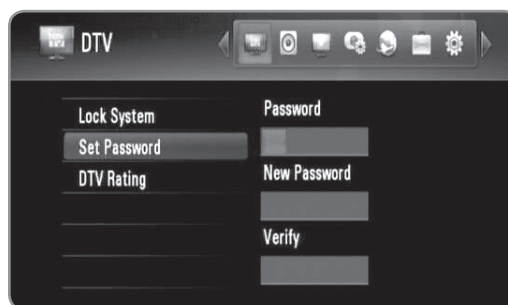 DTV
Lock System
Set Password
DTV Rating
Password
New Password
Verify